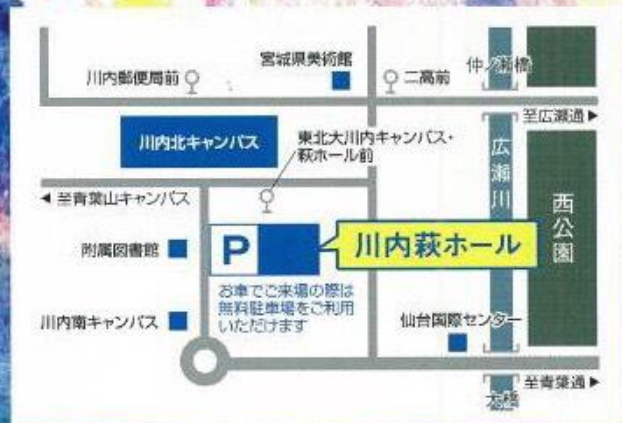 宮城県美術館
川内郵便局前
二高前
仲ノ瀬橋
至広瀬通▶
川内北キャンパス
東北大川内キャンパス・
萩ホール前
広瀬川
◀至青葉山キャンパス
西公園
附属図書館
P
川内萩ホール
お車でご来場の際は
無料駐車場をご利用
いただけます
川内南キャンパス
仙台国際センター
至青葉通▶
大橋